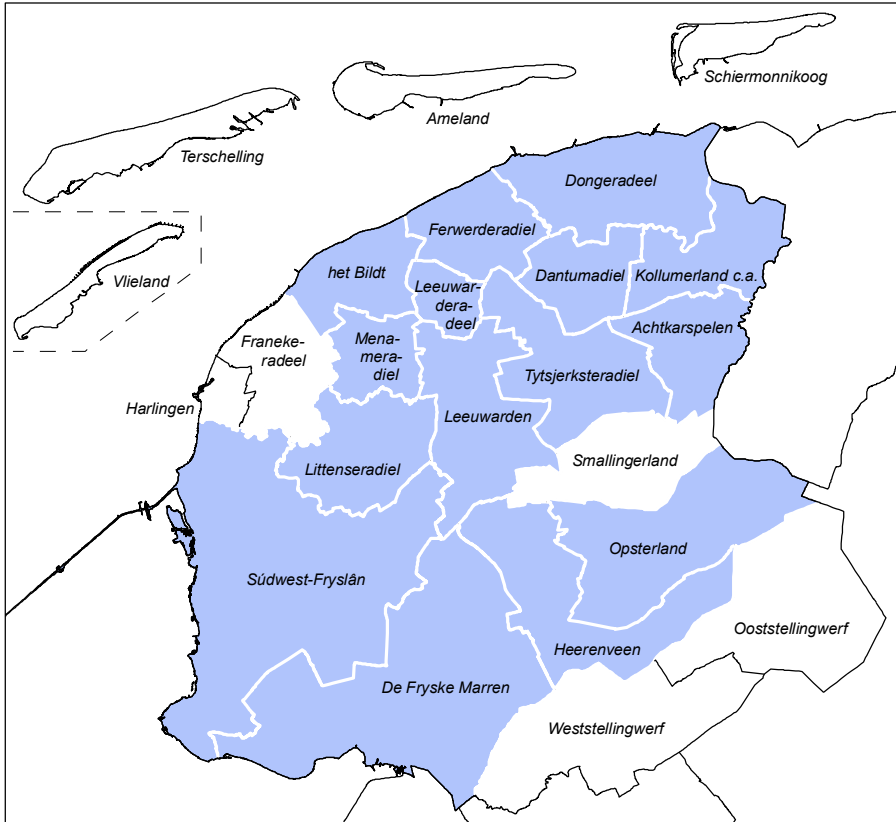 Schiermonnikoog
Ameland
Terschelling
Dongeradeel
Ferwerderadiel
het Bildt
Leeuwar-
dera-
deel
Dantumadiel
Kollumerland c.a.
Vlieland
Achtkarspelen
Franeke-
radeel
Mena-
mera-
diel
Tytsjerksteradiel
Harlingen
Leeuwarden
Littenseradiel
Smallingerland
Opsterland
Súdwest-Fryslân
Ooststellingwerf
Heerenveen
De Fryske Marren
Weststellingwerf